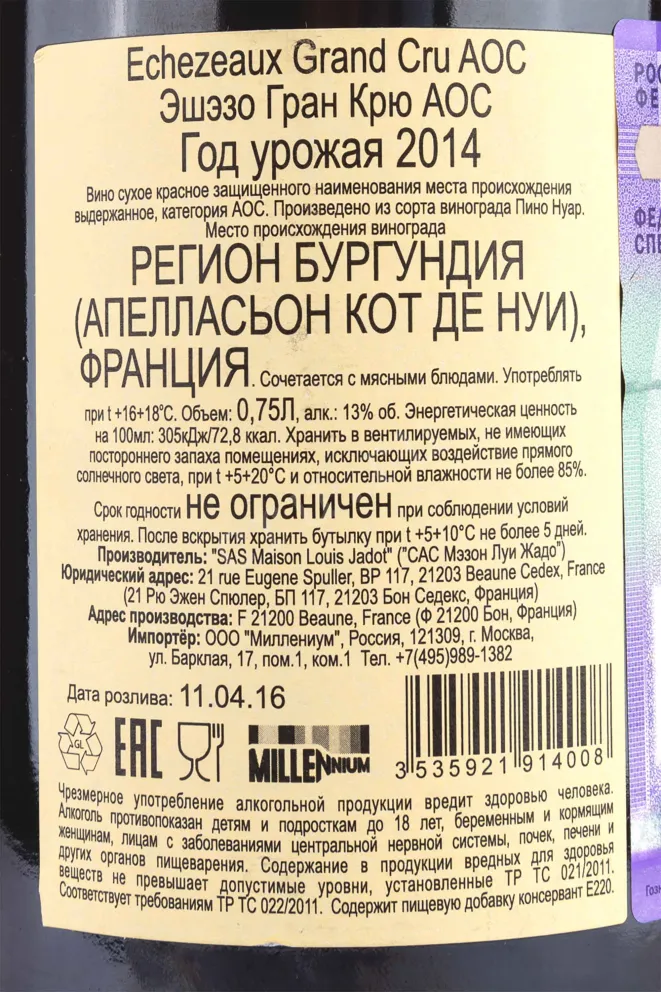 Echezeaux Grand Cru AOC
Эшэзо Гран Крю АОС
Год урожая 2014
Вино сухое красное защищенного наименования места происхождения
выдержанное, категория АОС. Произведено из сорта винограда Пино Нуар.
Место происхождения винограда
РЕГИОН БУРГУНДИЯ
(АПЕЛЛАСЬОН КОТ ДЕ НУИ),
ФРАНЦИЯ. Сочетается с мясными блюдами. Употреблять
при t +16+18°С. Объем: 0,75Л, алк.: 13% об. Энергетическая ценность
на 100мл: 305кДж/72,8 ккал. Хранить в вентилируемых, не имеющих
постороннего запаха помещениях, исключающих воздействие прямого
солнечного света, при t +5+20°С и относительной влажности не более 85%.
Срок годности не ограничен при соблюдении условий
хранения. После вскрытия хранить бутылку при t +5+10°С не более 5 дней.
Производитель: "SAS Maison Louis Jadot" ("САС Мэзон Луи Жадо")
Юридический адрес: 21 rue Eugene Spuller, BP 117, 21203 Beaune Cedex, France
(21 Рю Эжен Спюлер, БП 117, 21203 Бон Седекс, Франция)
Адрес производства: F 21200 Beaune, France (Ф 21200 Бон, Франция)
Импортёр: ООО "Миллениум", Россия, 121309, г. Москва,
ул. Барклая, 17, пом.1, ком.1 Тел. +7(495)989-1382
Дата розлива: 11.04.16
GL EAC MILLENNIUM
3 535921 914008
Чрезмерное употребление алкогольной продукции вредит здоровью человека.
Алкоголь противопоказан детям и подросткам до 18 лет, беременным и кормящим
женщинам, лицам с заболеваниями центральной нервной системы, почек, печени и
других органов пищеварения. Содержание в продукции вредных для здоровья
веществ не превышает допустимые уровни, установленные ТР ТС 021/2011.
Соответствует требованиям ТР ТС 022/2011. Содержит пищевую добавку консервант Е220.